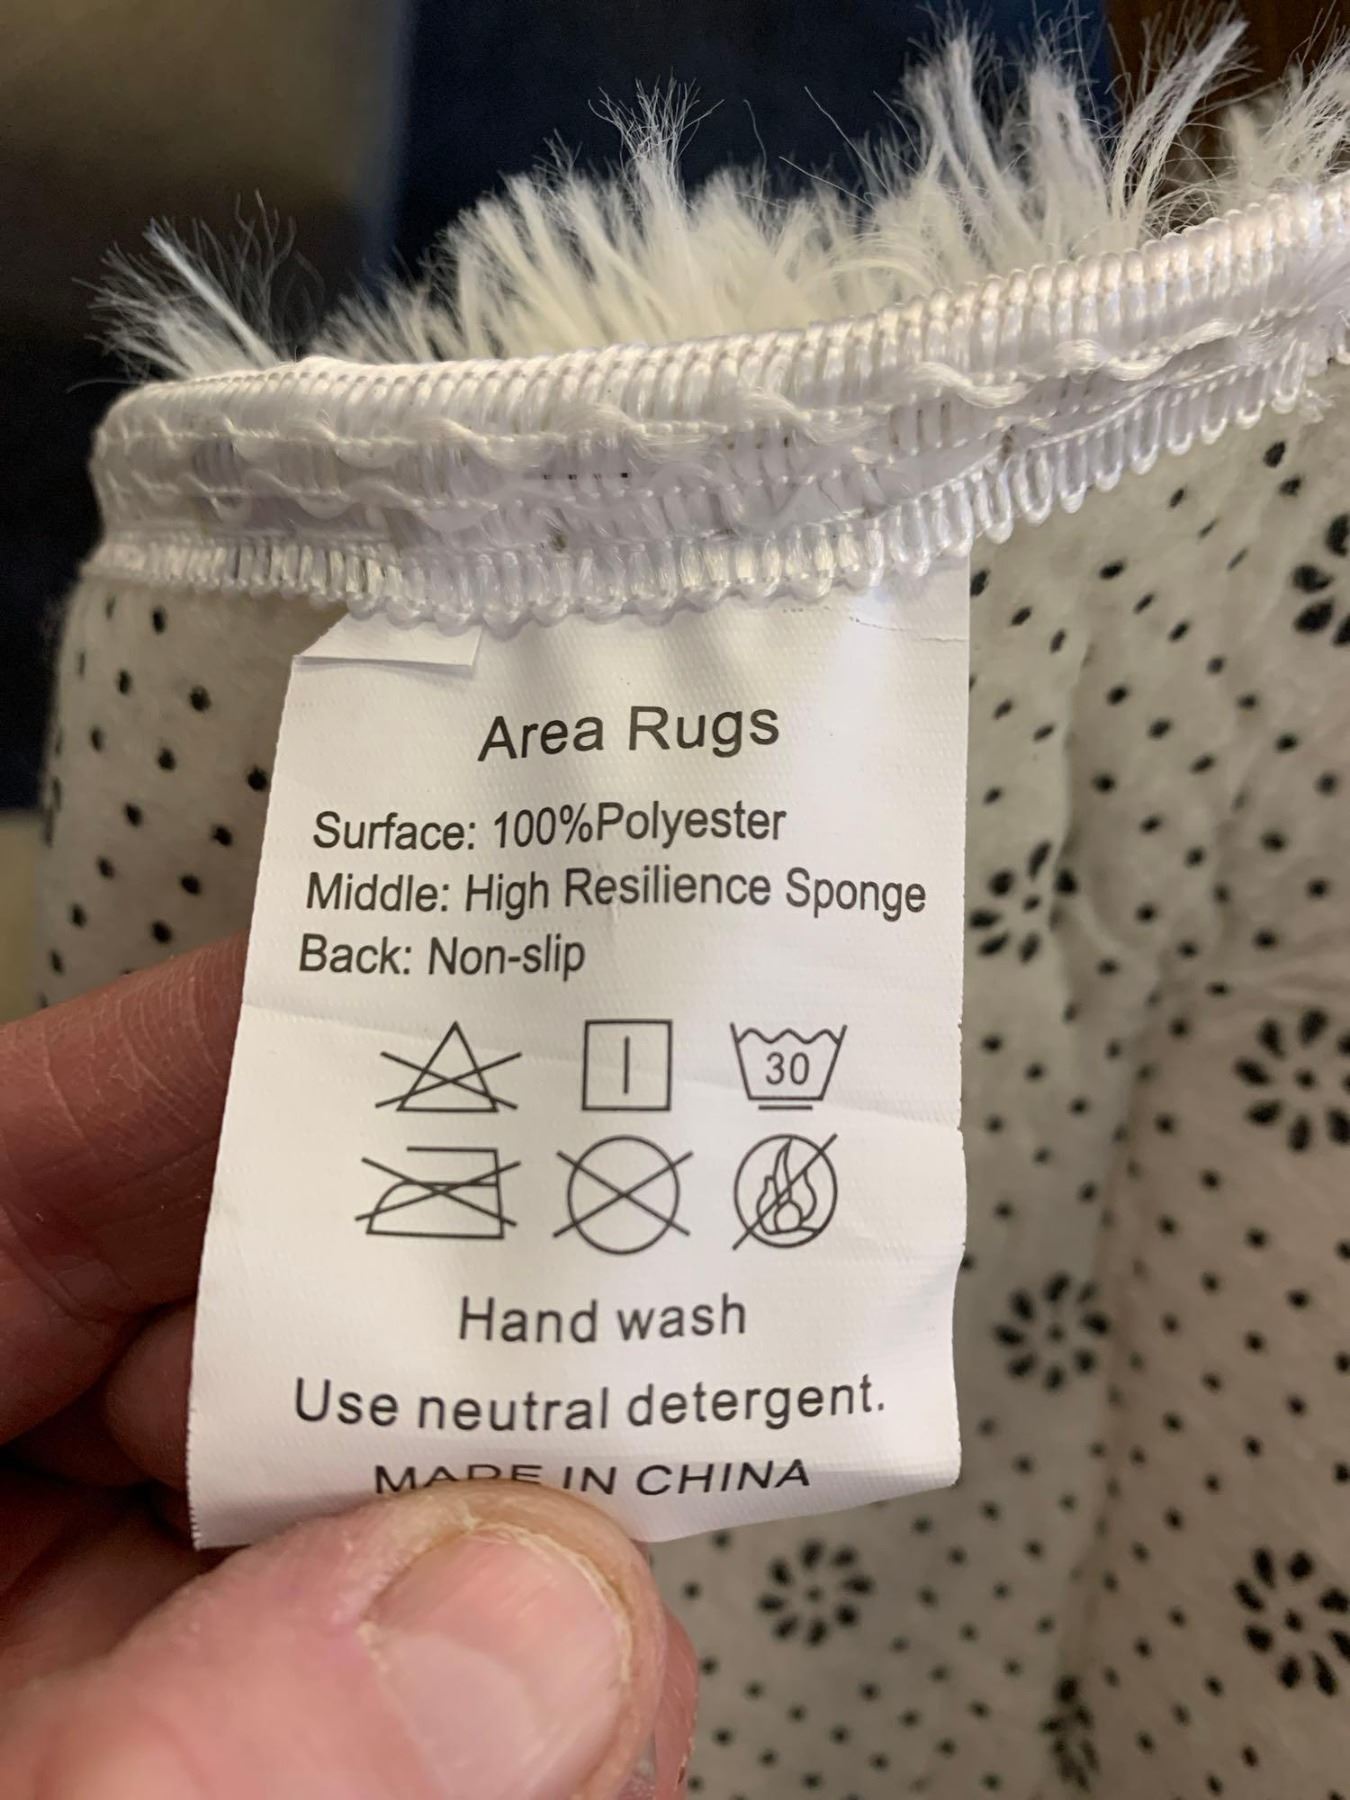 Area Rugs
Surface: 100%Polyester
Middle: High Resilience Sponge
Back: Non-slip
30
Hand wash
Use neutral detergent.
MADE IN CHINA